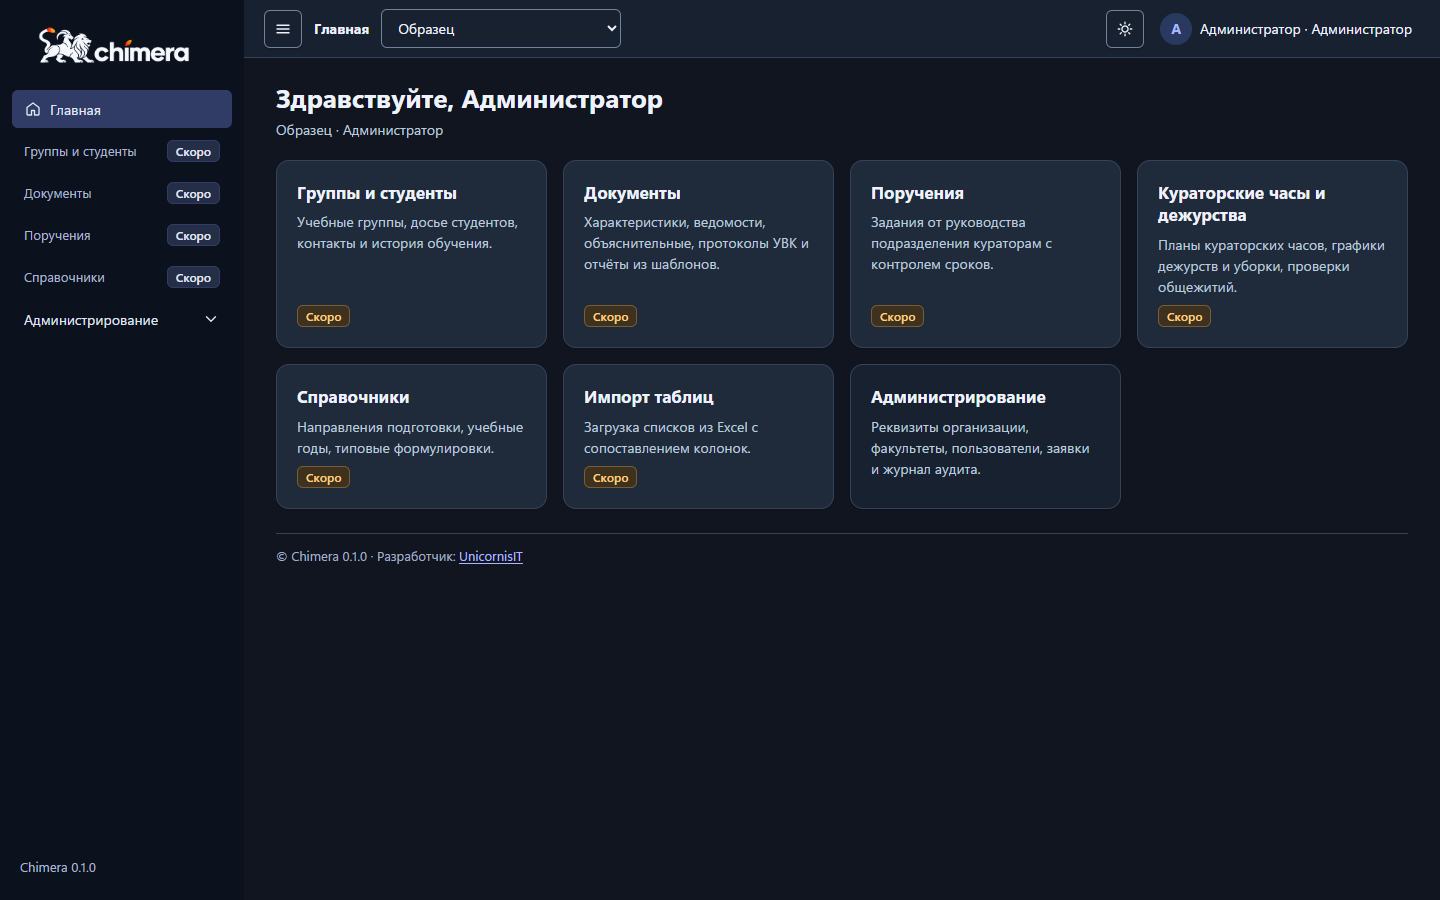 chimera
Главная
Группы и студенты Скоро
Документы Скоро
Поручения Скоро
Справочники Скоро
Администрирование
Chimera 0.1.0
Главная Образец А Администратор · Администратор
Здравствуйте, Администратор
Образец · Администратор
Группы и студенты
Учебные группы, досье студентов,
контакты и история обучения.
Скоро
Документы
Характеристики, ведомости,
объяснительные, протоколы УВК и
отчёты из шаблонов.
Скоро
Поручения
Задания от руководства
подразделения кураторам с
контролем сроков.
Скоро
Кураторские часы и
дежурства
Планы кураторских часов, графики
дежурств и уборки, проверки
общежитий.
Скоро
Справочники
Направления подготовки, учебные
годы, типовые формулировки.
Скоро
Импорт таблиц
Загрузка списков из Excel с
сопоставлением колонок.
Скоро
Администрирование
Реквизиты организации,
факультеты, пользователи, заявки
и журнал аудита.
© Chimera 0.1.0 · Разработчик: UnicornisIT